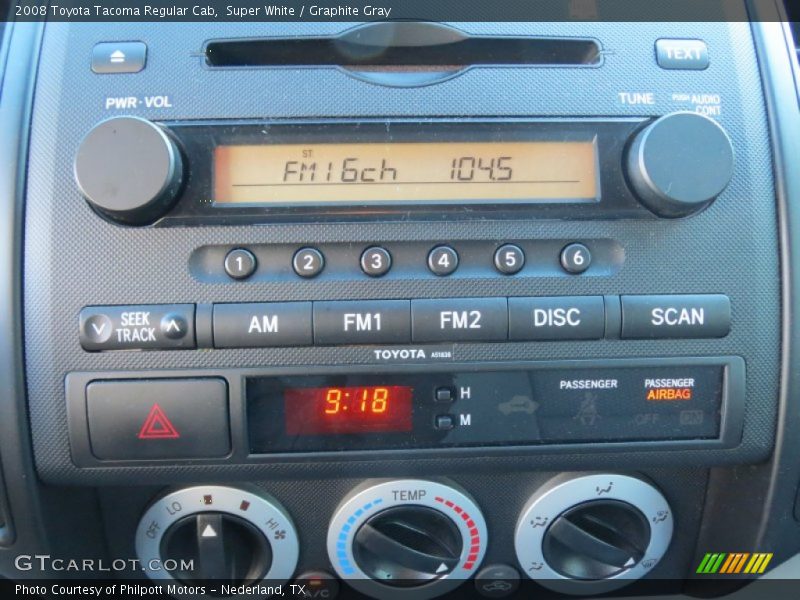 2008 Toyota Tacoma Regular Cab, Super White / Graphite Gray
TEXT
PWR·VOL
TUNE
PUSH AUDIO
CONT
ST
FM1 6ch 104.5
1 2 3 4 5 6
SEEK
TRACK
AM FM1 FM2 DISC SCAN
TOYOTA A51830
9:18
H
M
PASSENGER
PASSENGER
AIRBAG
OFF ON
TEMP
OFF LO HI
A/C
GTCARLOT.COM
Photo Courtesy of Philpott Motors – Nederland, TX